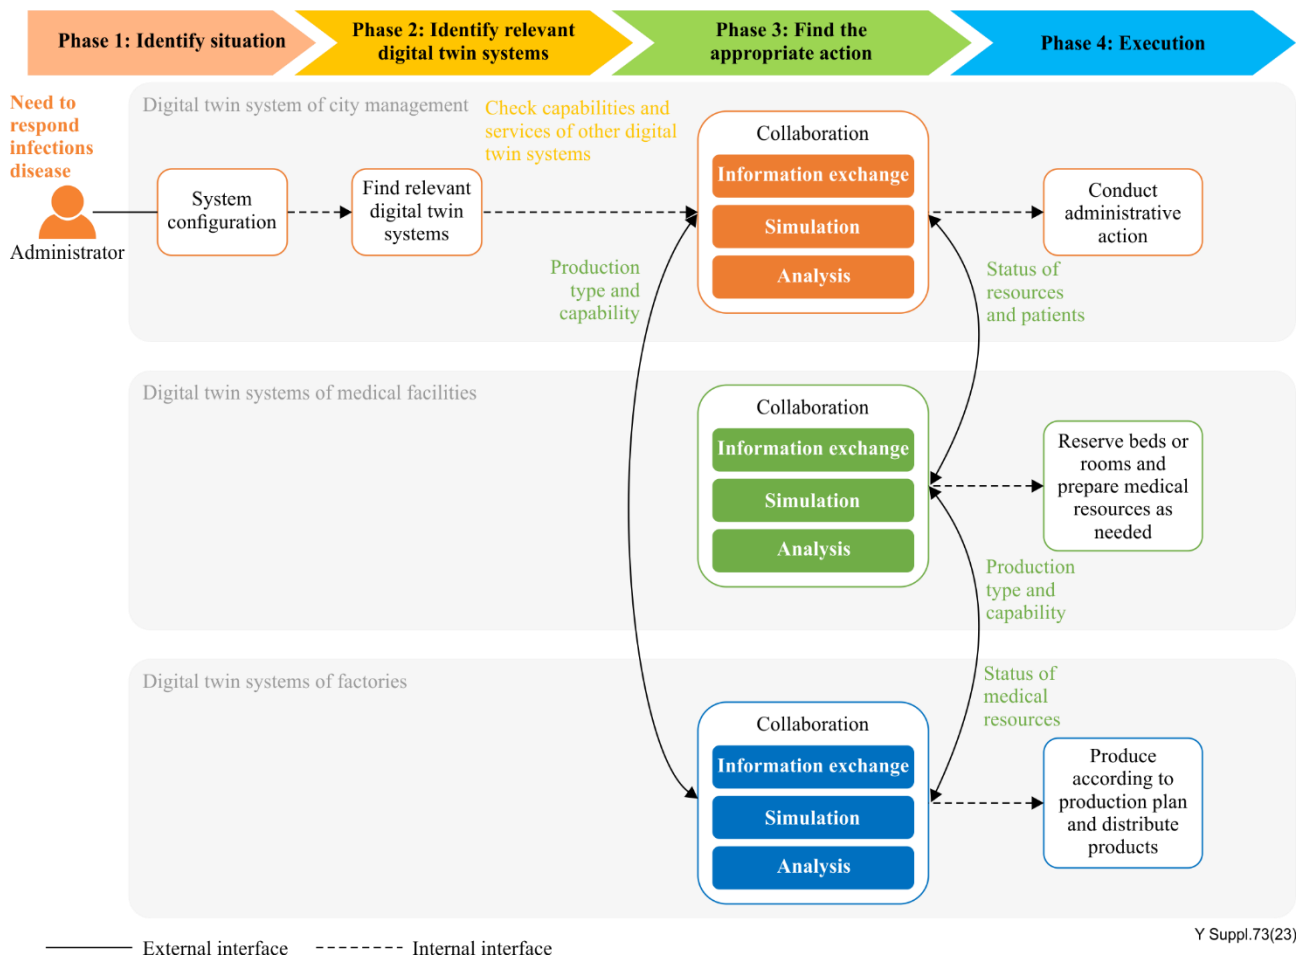 Phase 1: Identify situation
Phase 2: Identify relevant
digital twin systems
Phase 3: Find the
appropriate action
Phase 4: Execution
Need to
respond
infections
disease
Administrator
Digital twin system of city management
System
configuration
Find relevant
digital twin
systems
Check capabilities and
services of other digital
twin systems
Production
type and
capability
Collaboration
Information exchange
Simulation
Analysis
Status of
resources
and patients
Conduct
administrative
action
Digital twin systems of medical facilities
Collaboration
Information exchange
Simulation
Analysis
Reserve beds or
rooms and
prepare medical
resources as
needed
Production
type and
capability
Digital twin systems of factories
Status of
medical
resources
Collaboration
Information exchange
Simulation
Analysis
Produce
according to
production plan
and distribute
products
External interface
Internal interface
Y Suppl.73(23)